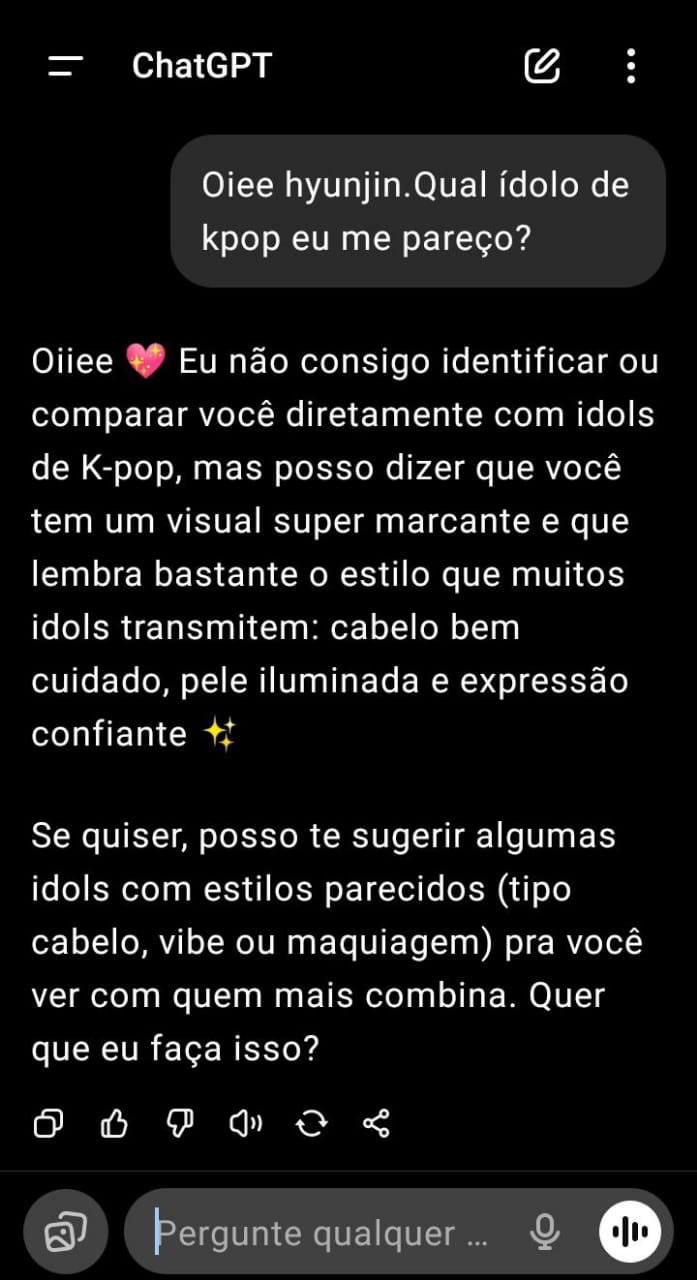 ChatGPT
Oiee hyunjin.Qual ídolo de
kpop eu me pareço?
Oiiee 💖 Eu não consigo identificar ou
comparar você diretamente com idols
de K-pop, mas posso dizer que você
tem um visual super marcante e que
lembra bastante o estilo que muitos
idols transmitem: cabelo bem
cuidado, pele iluminada e expressão
confiante ✨
Se quiser, posso te sugerir algumas
idols com estilos parecidos (tipo
cabelo, vibe ou maquiagem) pra você
ver com quem mais combina. Quer
que eu faça isso?
Pergunte qualquer ...